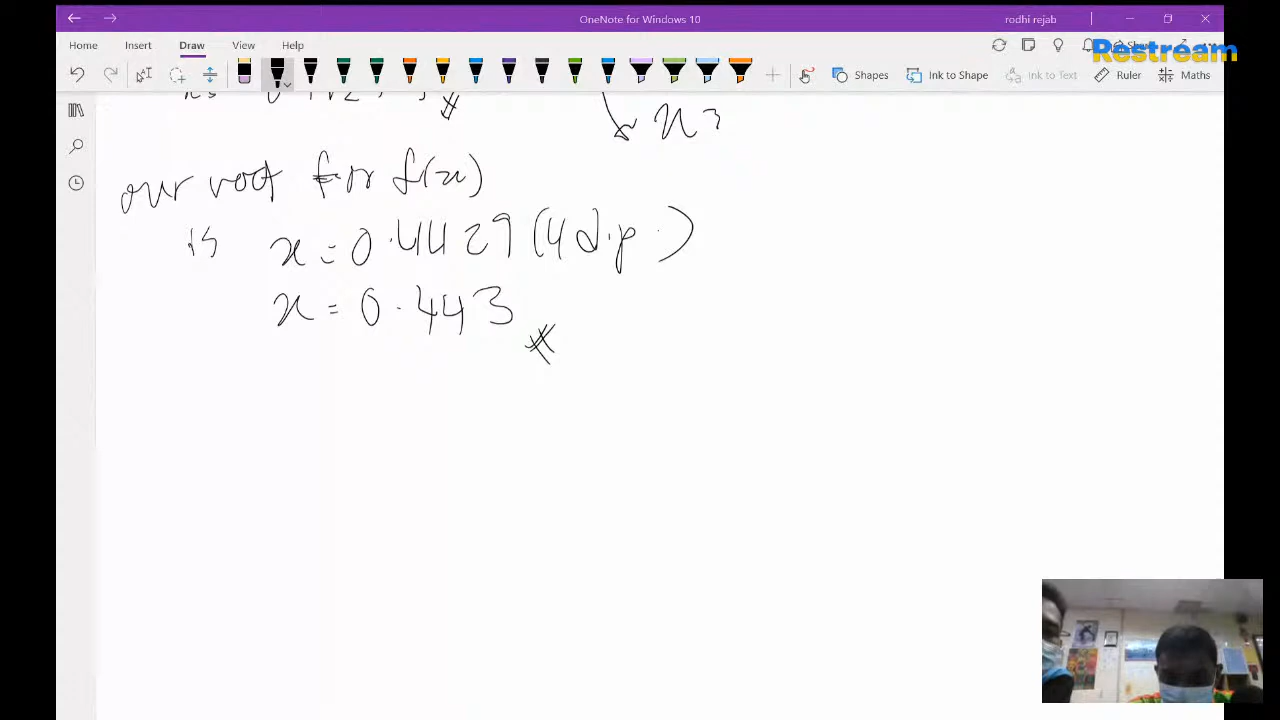 OneNote for Windows 10
rodhi rejab
Home Insert Draw View Help
Restream
Shapes Ink to Shape Ink to Text Ruler Maths
x =
our root for f(x)
is x = 0.4429 (4 d.p.)
x = 0.443